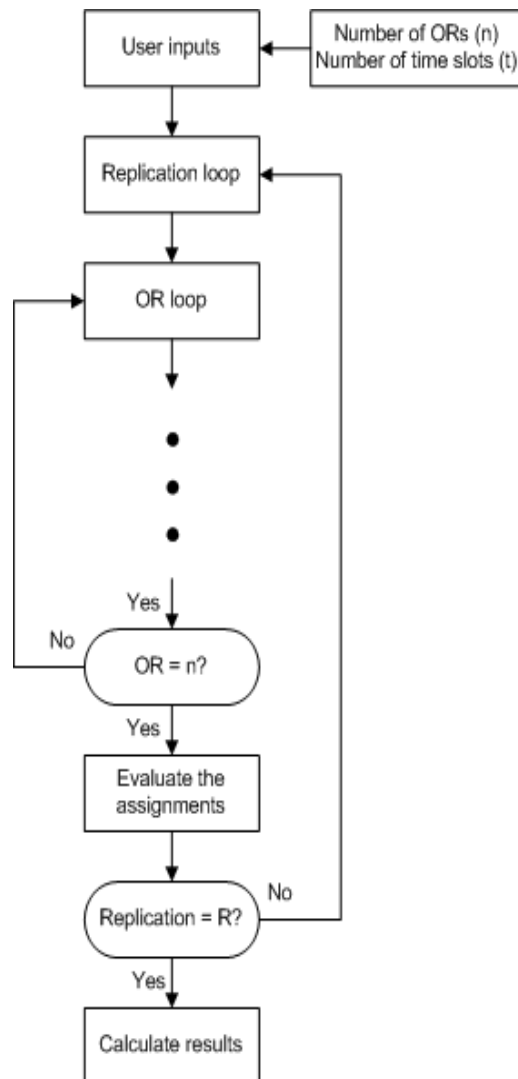 User inputs
Number of ORs (n)
Number of time slots (t)
Replication loop
OR loop
Yes
No
OR = n?
Yes
Evaluate the
assignments
No
Replication = R?
Yes
Calculate results